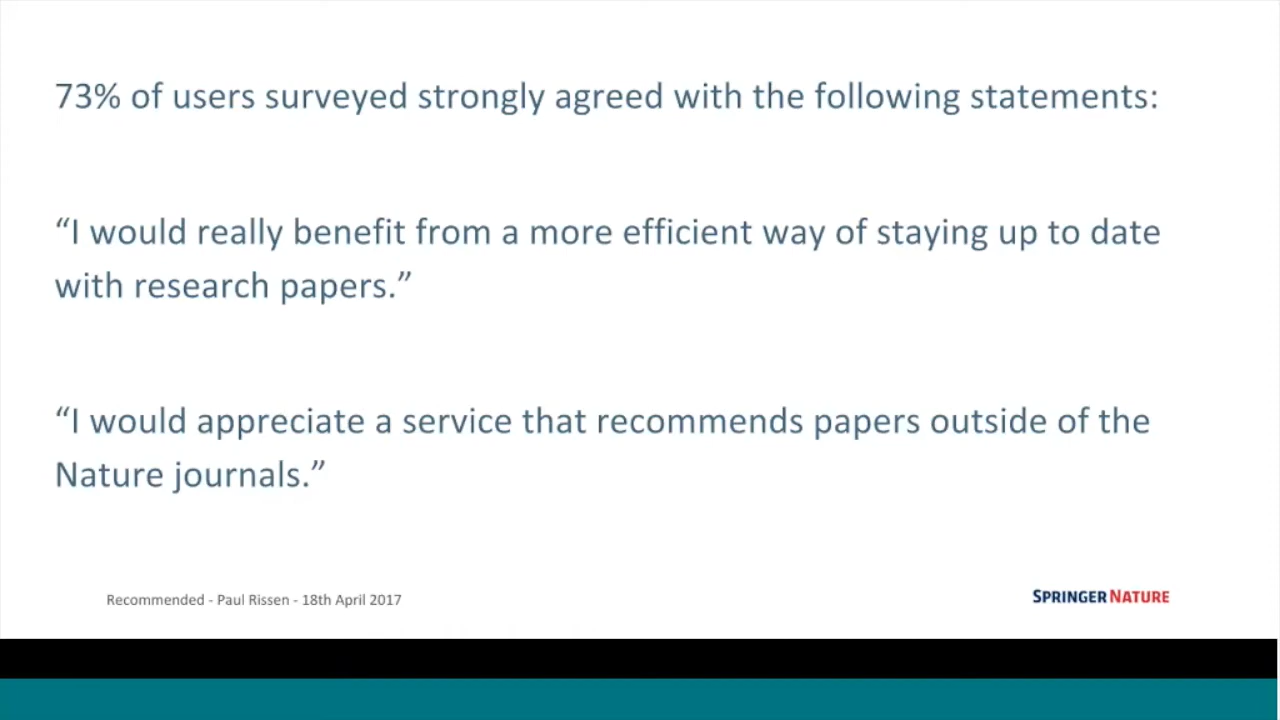 73% of users surveyed strongly agreed with the following statements:
“I would really benefit from a more efficient way of staying up to date
with research papers.”
“I would appreciate a service that recommends papers outside of the
Nature journals.”
Recommended - Paul Rissen - 18th April 2017
SPRINGER NATURE